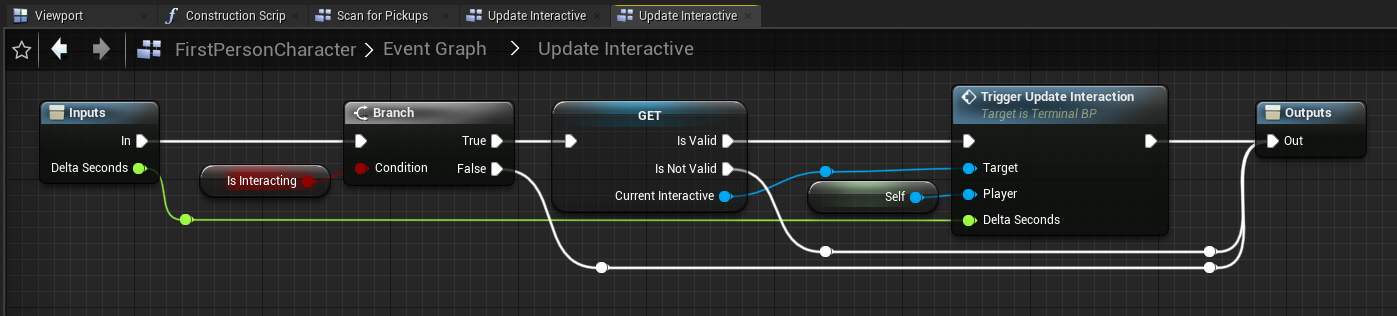 Viewport
Construction Scrip
Scan for Pickups
Update Interactive
Update Interactive
FirstPersonCharacter > Event Graph > Update Interactive
Inputs
In
Delta Seconds
Is Interacting
Branch
True
Condition
False
GET
Is Valid
Is Not Valid
Current Interactive
Self
Trigger Update Interaction
Target is Terminal BP
Target
Player
Delta Seconds
Outputs
Out